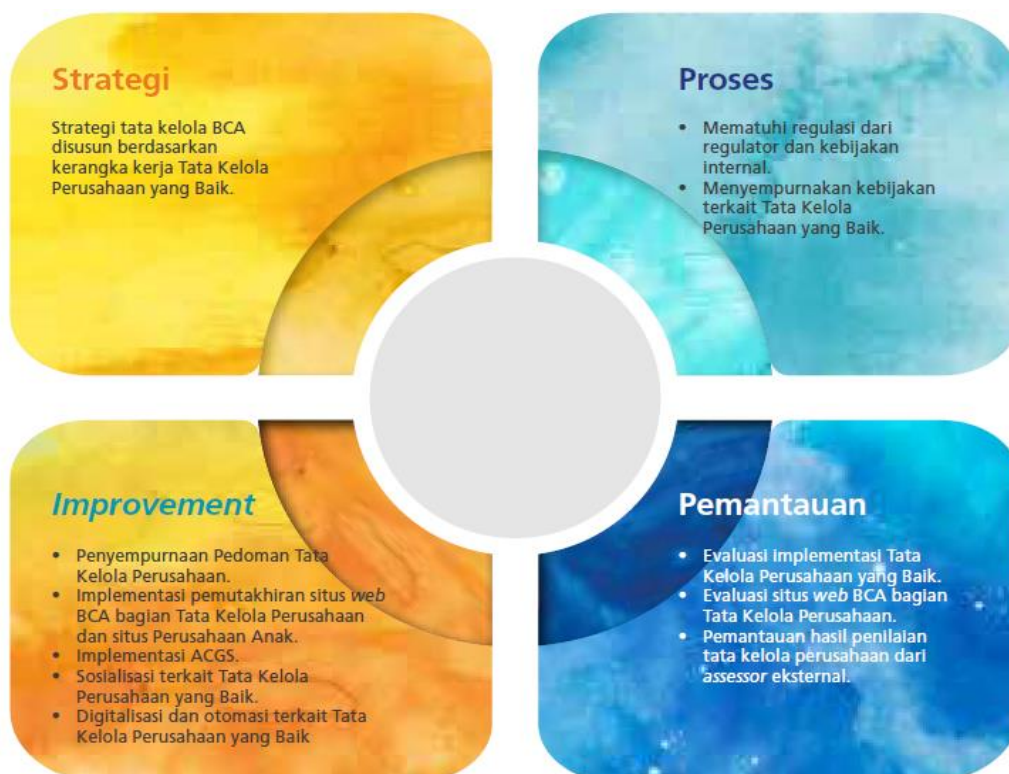 Strategi
Strategi tata kelola BCA
disusun berdasarkan
kerangka kerja Tata Kelola
Perusahaan yang Baik.
Proses
• Mematuhi regulasi dari
regulator dan kebijakan
internal.
• Menyempurnakan kebijakan
terkait Tata Kelola
Perusahaan yang Baik.
Improvement
• Penyempurnaan Pedoman Tata
Kelola Perusahaan.
• Implementasi pemutakhiran situs web
BCA bagian Tata Kelola Perusahaan
dan situs Perusahaan Anak.
• Implementasi ACGS.
• Sosialisasi terkait Tata Kelola
Perusahaan yang Baik.
• Digitalisasi dan otomasi terkait Tata
Kelola Perusahaan yang Baik
Pemantauan
• Evaluasi implementasi Tata
Kelola Perusahaan yang Baik.
• Evaluasi situs web BCA bagian
Tata Kelola Perusahaan.
• Pemantauan hasil penilaian
tata kelola perusahaan dari
assessor eksternal.